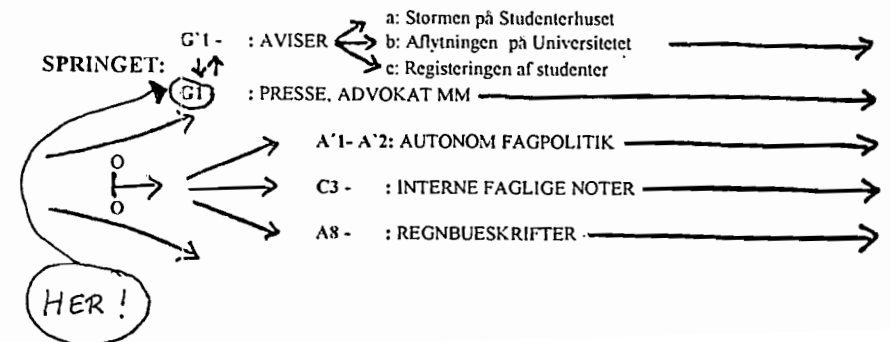 a: Stormen på Studenterhuset
G`1 - : AVISER b: Aflytningen på Universitetet
SPRINGET: c: Registeringen af studenter
G1 : PRESSE, ADVOKAT MM
A´1- A`2: AUTONOM FAGPOLITIK
O
C3 - : INTERNE FAGLIGE NOTER
O
A8 - : REGNBUESKRIFTER
HER !